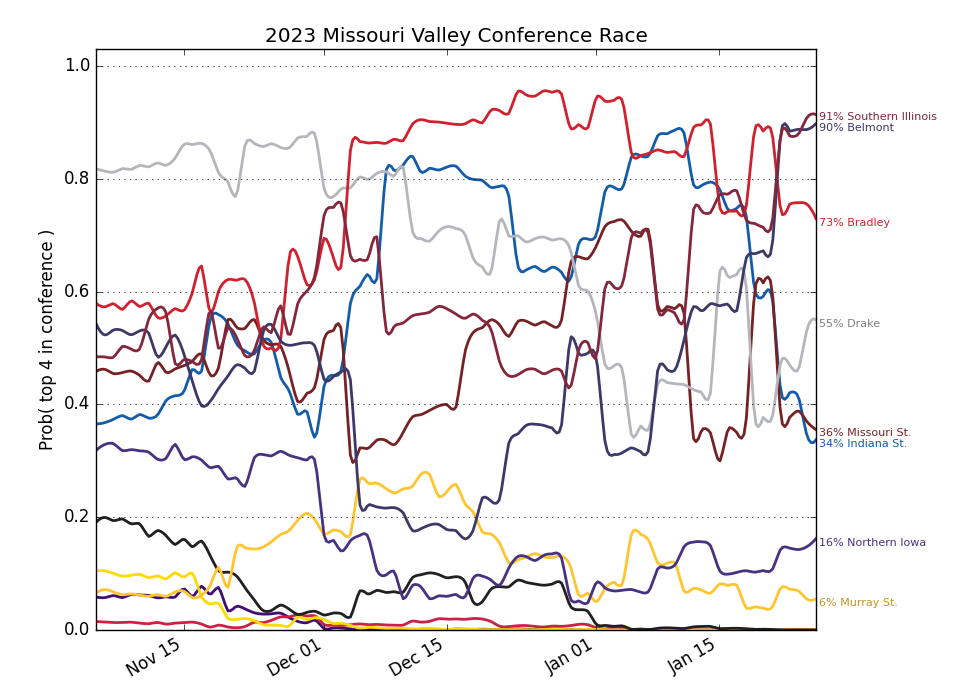 2023 Missouri Valley Conference Race
Prob( top 4 in conference )
1.0
0.8
0.6
0.4
0.2
0.0
Nov 15
Dec 01
Dec 15
Jan 01
Jan 15
91% Southern Illinois
90% Belmont
73% Bradley
55% Drake
36% Missouri St.
34% Indiana St.
16% Northern Iowa
6% Murray St.